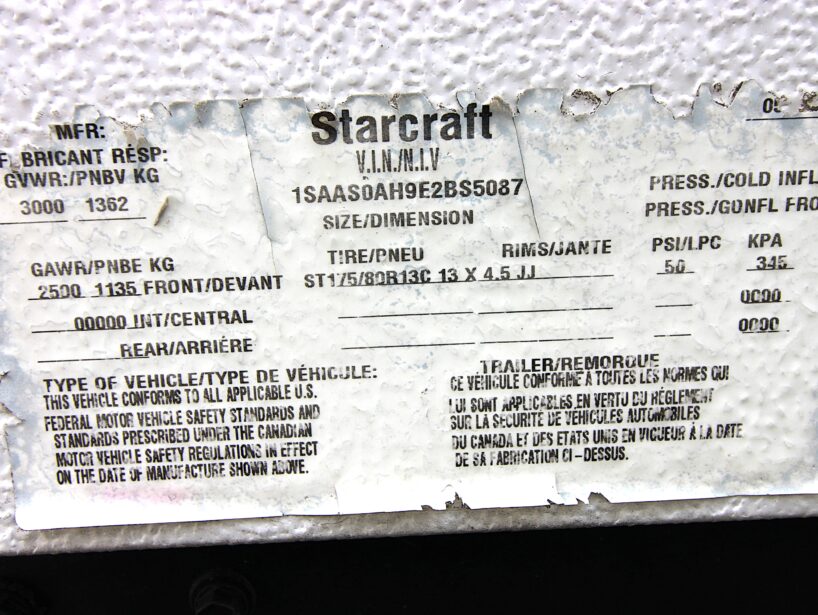 MFR: Starcraft
FABRICANT RÉSP: V.I.N./N.I.V
GVWR:/PNBV KG 1SAAS0AH9E2BS5087 PRESS./COLD INFL
3000 1362 SIZE/DIMENSION PRESS./GONFL FRO
TIRE/PNEU RIMS/JANTE PSI/LPC KPA
GAWR/PNBE KG
2500 1135 FRONT/DEVANT ST175/80R13C 13 X 4.5 JJ 50 345
00000 INT/CENTRAL 0000
REAR/ARRIÈRE 0000
TYPE OF VEHICLE/TYPE DE VÉHICULE: TRAILER/REMORQUE
THIS VEHICLE CONFORMS TO ALL APPLICABLE U.S.
FEDERAL MOTOR VEHICLE SAFETY STANDARDS AND
STANDARDS PRESCRIBED UNDER THE CANADIAN
MOTOR VEHICLE SAFETY REGULATIONS IN EFFECT
ON THE DATE OF MANUFACTURE SHOWN ABOVE.
CE VÉHICULE CONFORME À TOUTES LES NORMES QUI
LUI SONT APPLICABLES EN VERTU DU RÉGLEMENT
SUR LA SECURITE DE VEHICULES AUTOMOBILES
DU CANADA ET DES ETATS UNIS EN VIGUEUR À LA DATE
DE SA FABRICATION CI-DESSUS.